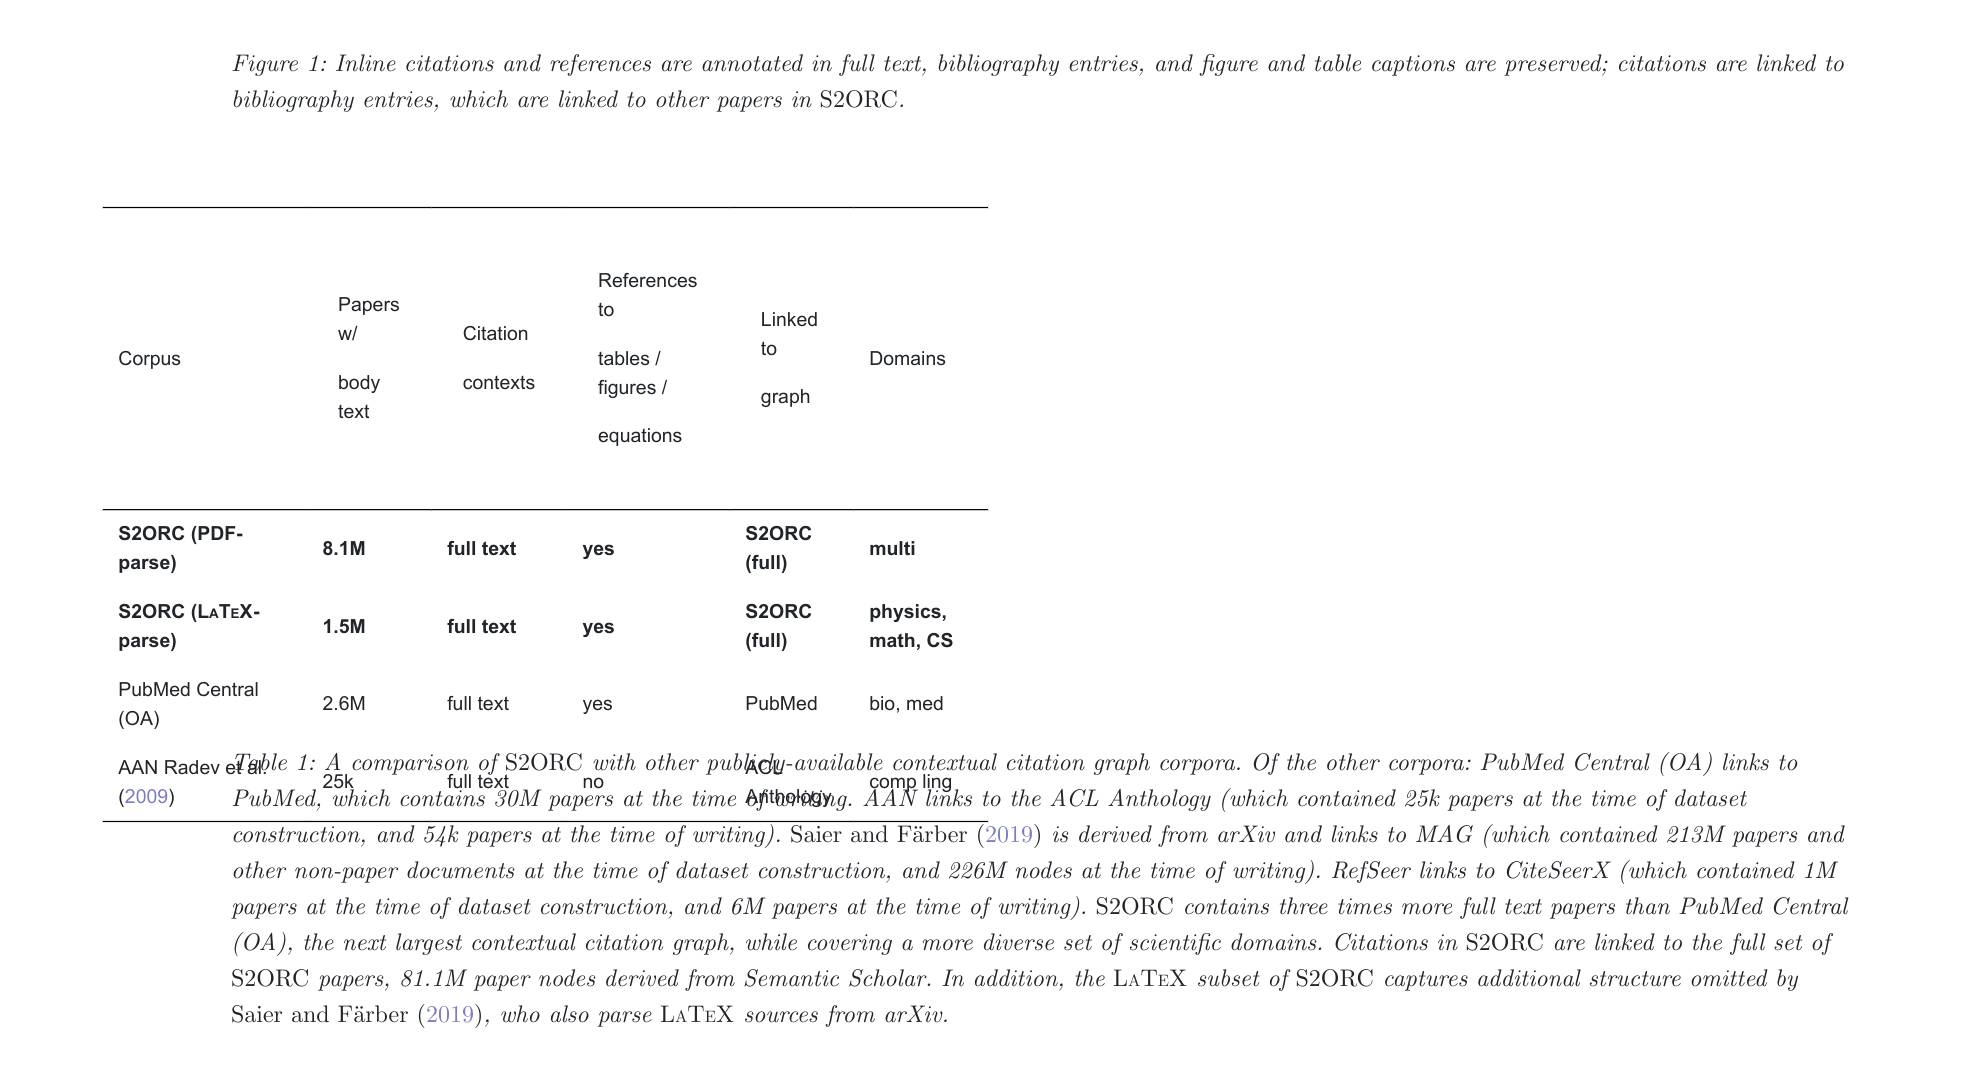 Figure 1: Inline citations and references are annotated in full text, bibliography entries, and figure and table captions are preserved; citations are linked to
bibliography entries, which are linked to other papers in S2ORC.
Corpus
Papers
w/
body
text
Citation
contexts
References
to
tables /
figures /
equations
Linked
to
graph
Domains
S2ORC (PDF-
parse)
8.1M
full text
yes
S2ORC
(full)
multi
S2ORC (LaTeX-
parse)
1.5M
full text
yes
S2ORC
(full)
physics,
math, CS
PubMed Central
(OA)
2.6M
full text
yes
PubMed
bio, med
AAN Radev et al.
(2009)
25k
full text
no
ACL
Anthology
comp ling
Table 1: A comparison of S2ORC with other publicly-available contextual citation graph corpora. Of the other corpora: PubMed Central (OA) links to
PubMed, which contains 30M papers at the time of writing. AAN links to the ACL Anthology (which contained 25k papers at the time of dataset
construction, and 54k papers at the time of writing). Saier and Färber (2019) is derived from arXiv and links to MAG (which contained 213M papers and
other non-paper documents at the time of dataset construction, and 226M nodes at the time of writing). RefSeer links to CiteSeerX (which contained 1M
papers at the time of dataset construction, and 6M papers at the time of writing). S2ORC contains three times more full text papers than PubMed Central
(OA), the next largest contextual citation graph, while covering a more diverse set of scientific domains. Citations in S2ORC are linked to the full set of
S2ORC papers, 81.1M paper nodes derived from Semantic Scholar. In addition, the LaTeX subset of S2ORC captures additional structure omitted by
Saier and Färber (2019), who also parse LaTeX sources from arXiv.